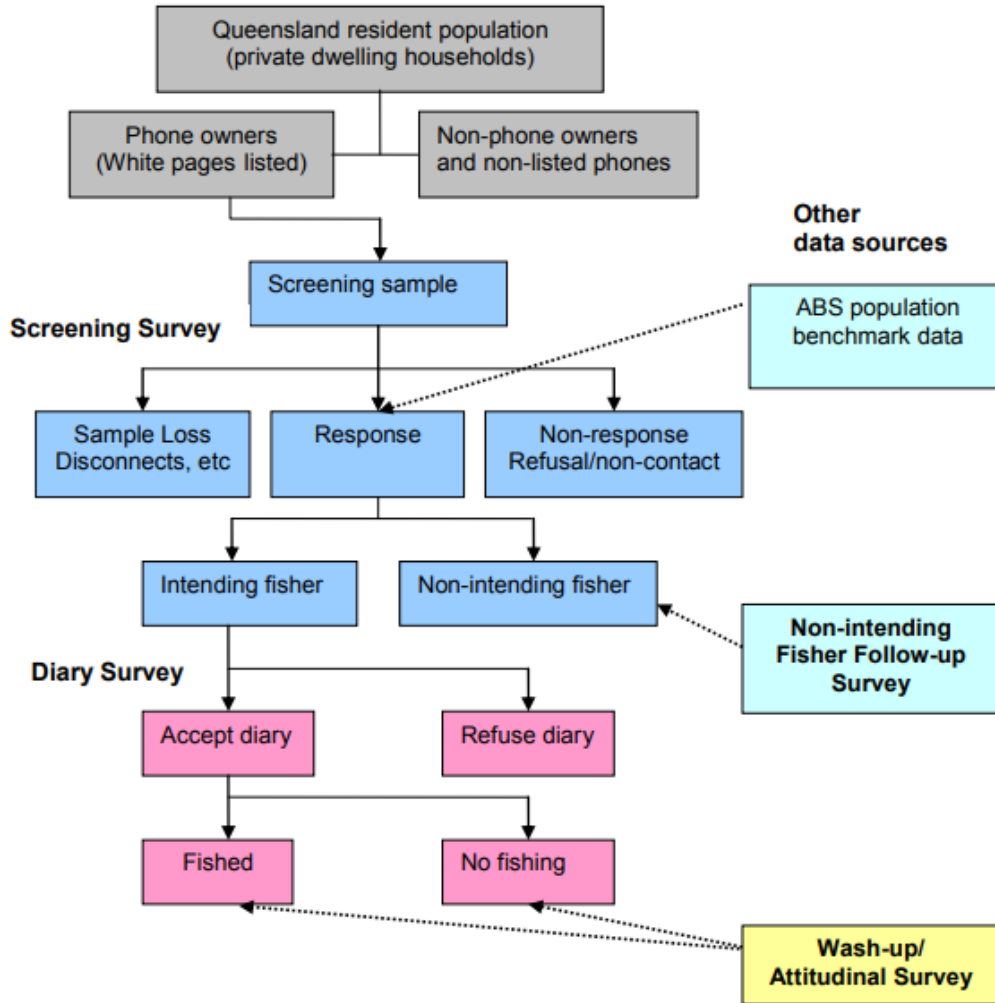 Queensland resident population
(private dwelling households)
Phone owners
(White pages listed)
Non-phone owners
and non-listed phones
Other
data sources
Screening sample
ABS population
benchmark data
Screening Survey
Sample Loss
Disconnects, etc
Response
Non-response
Refusal/non-contact
Intending fisher
Non-intending fisher
Non-intending
Fisher Follow-up
Survey
Diary Survey
Accept diary
Refuse diary
Fished
No fishing
Wash-up/
Attitudinal Survey